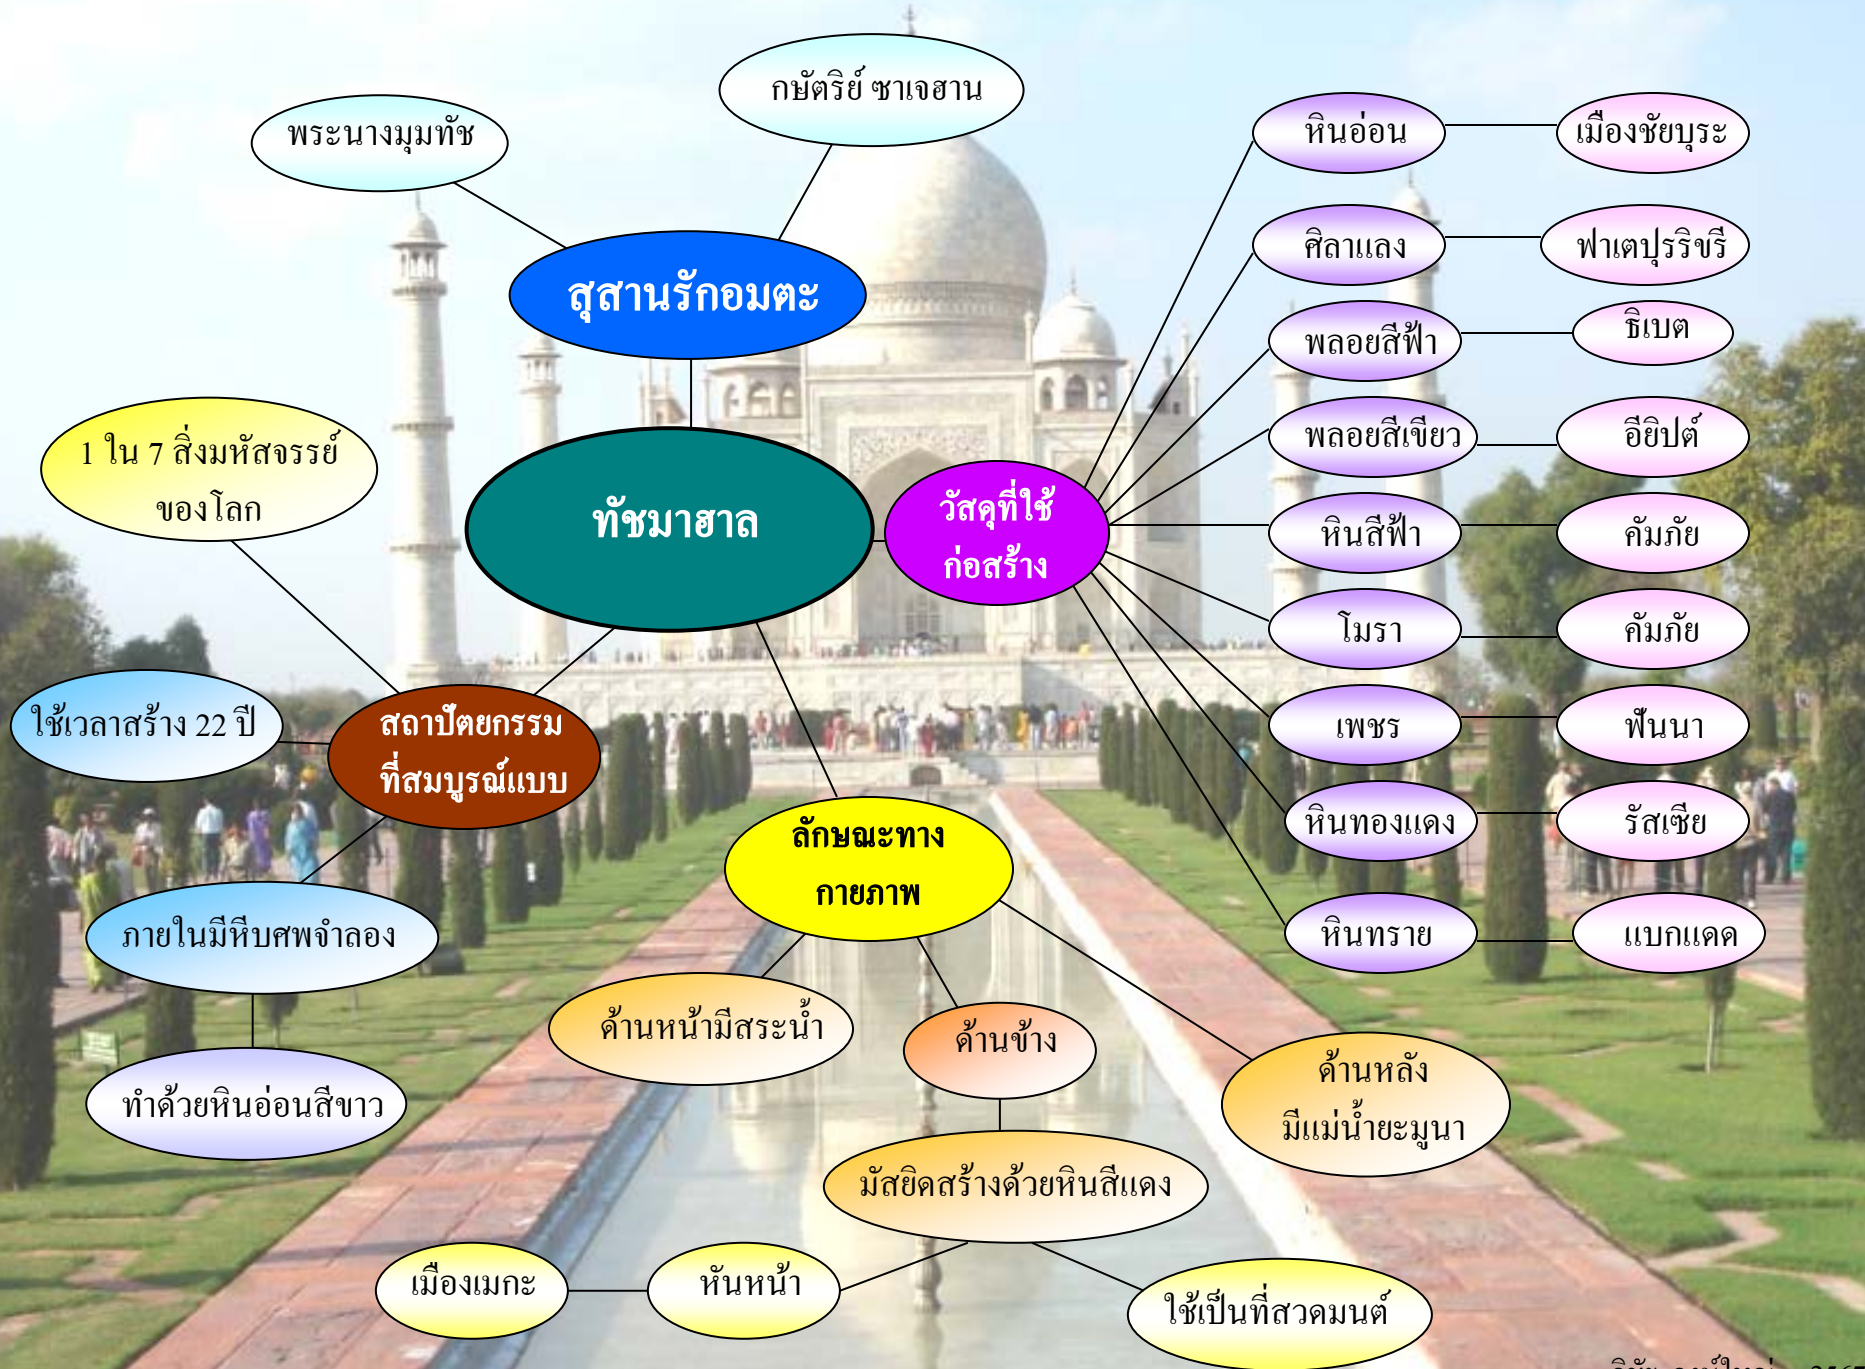 กษัตริย์ ซาเจฮาน
พระนางมุมทัช
สุสานรักอมตะ
ทัชมาฮาล
วัสดุที่ใช้
ก่อสร้าง
หินอ่อน
เมืองชัยบุระ
ศิลาแลง
ฟาเตปุรริขรี
พลอยสีฟ้า
ธิเบต
พลอยสีเขียว
อียิปต์
หินสีฟ้า
คัมภัย
โมรา
คัมภัย
เพชร
ฟันนา
หินทองแดง
รัสเซีย
หินทราย
แบกแดด
1 ใน 7 สิ่งมหัสจรรย์
ของโลก
ใช้เวลาสร้าง 22 ปี
สถาปัตยกรรม
ที่สมบูรณ์แบบ
ภายในมีหีบศพจำลอง
ทำด้วยหินอ่อนสีขาว
ลักษณะทาง
กายภาพ
ด้านหน้ามีสระน้ำ
ด้านข้าง
ด้านหลัง
มีแม่น้ำยะมูนา
มัสยิดสร้างด้วยหินสีแดง
หันหน้า
เมืองเมกะ
ใช้เป็นที่สวดมนต์